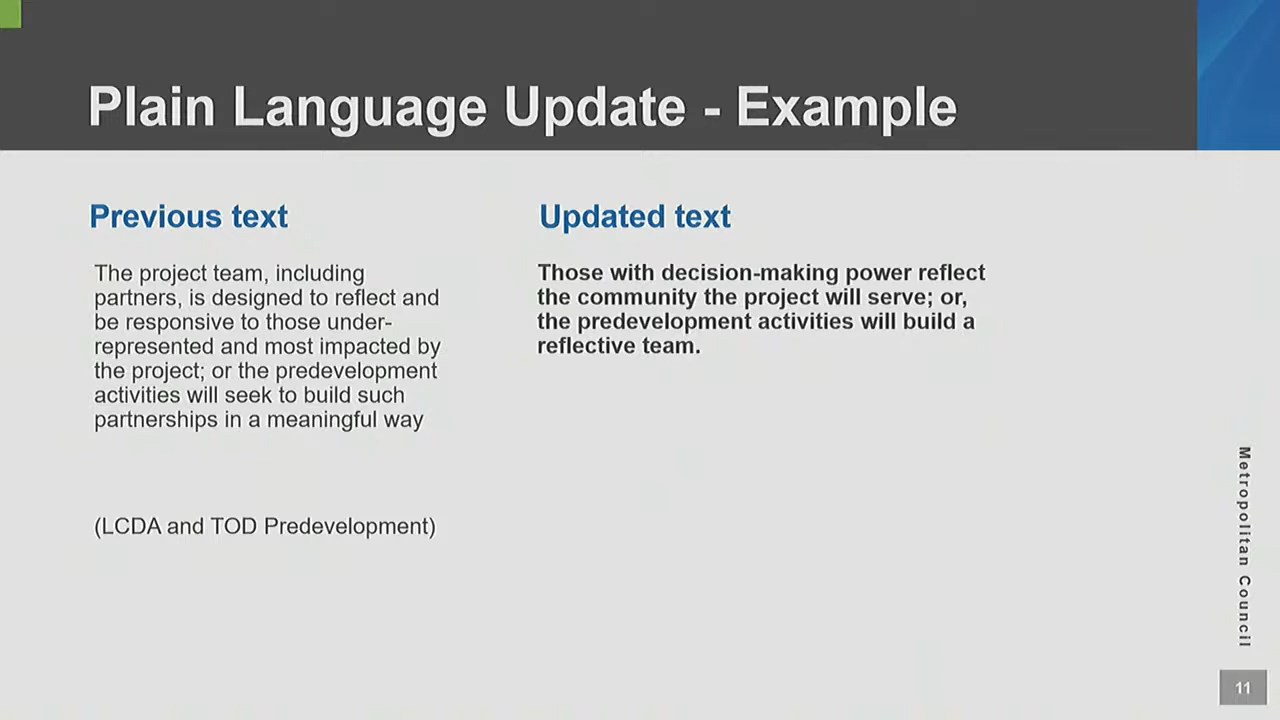 Plain Language Update - Example
Previous text
The project team, including
partners, is designed to reflect and
be responsive to those under-
represented and most impacted by
the project; or the predevelopment
activities will seek to build such
partnerships in a meaningful way
(LCDA and TOD Predevelopment)
Updated text
Those with decision-making power reflect
the community the project will serve; or,
the predevelopment activities will build a
reflective team.
Metropolitan Council
11